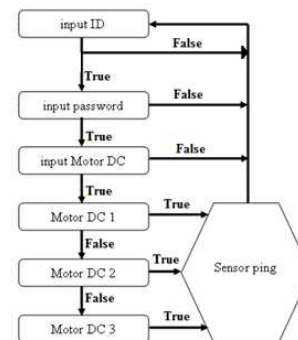 input ID
False
True
input password
False
True
input Motor DC
False
True
Motor DC 1
True
False
Motor DC 2
True
Sensor ping
False
Motor DC 3
True